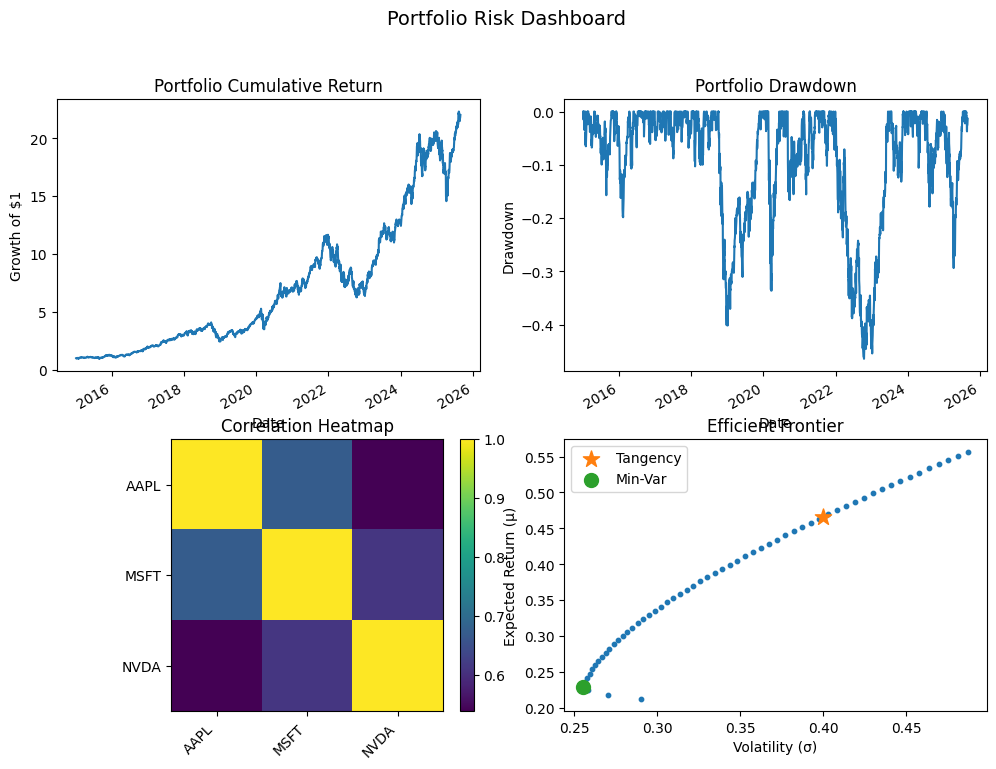 Portfolio Risk Dashboard
Portfolio Cumulative Return
Growth of $1
20
15
10
5
0
2016
2018
2020
2022
2024
2026
Date
Portfolio Drawdown
Drawdown
0.0
−0.1
−0.2
−0.3
−0.4
2016
2018
2020
2022
2024
2026
Date
Correlation Heatmap
AAPL
MSFT
NVDA
AAPL
MSFT
NVDA
1.0
0.9
0.8
0.7
0.6
Efficient Frontier
Tangency
Min-Var
Expected Return (μ)
0.55
0.50
0.45
0.40
0.35
0.30
0.25
0.20
0.25
0.30
0.35
0.40
0.45
Volatility (σ)